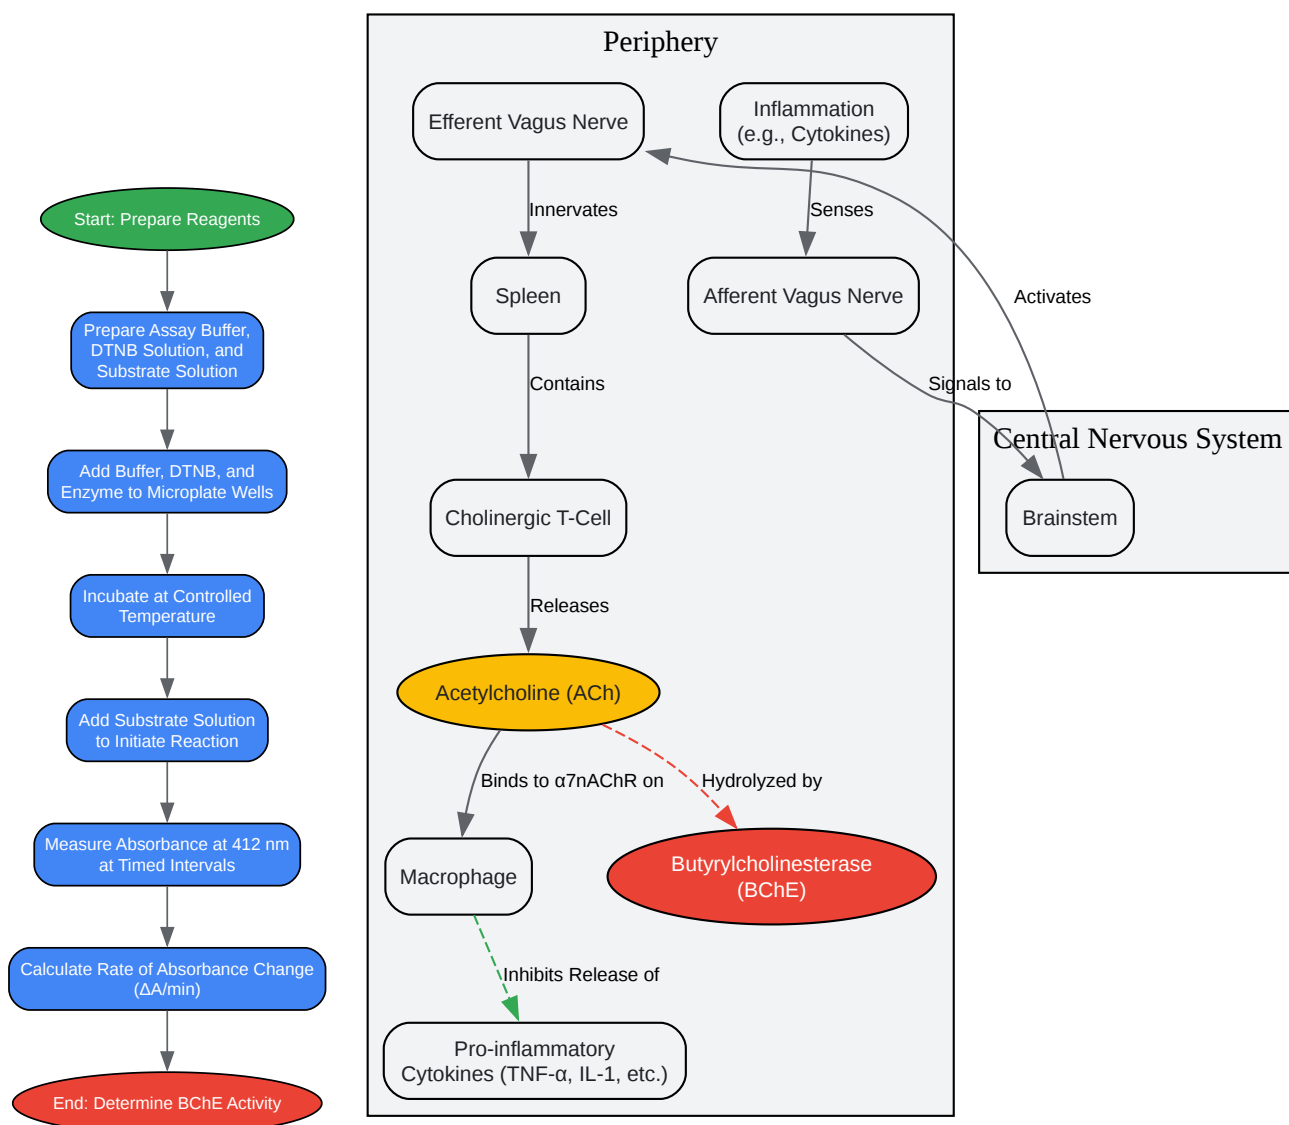 Start: Prepare Reagents
Prepare Assay Buffer,
DTNB Solution, and
Substrate Solution
Add Buffer, DTNB, and
Enzyme to Microplate Wells
Incubate at Controlled
Temperature
Add Substrate Solution
to Initiate Reaction
Measure Absorbance at 412 nm
at Timed Intervals
Calculate Rate of Absorbance Change
(ΔA/min)
End: Determine BChE Activity
Periphery
Efferent Vagus Nerve
Inflammation
(e.g., Cytokines)
Innervates
Senses
Spleen
Afferent Vagus Nerve
Activates
Contains
Signals to
Central Nervous System
Cholinergic T-Cell
Brainstem
Releases
Acetylcholine (ACh)
Binds to α7nAChR on
Hydrolyzed by
Macrophage
Butyrylcholinesterase
(BChE)
Inhibits Release of
Pro-inflammatory
Cytokines (TNF-α, IL-1, etc.)